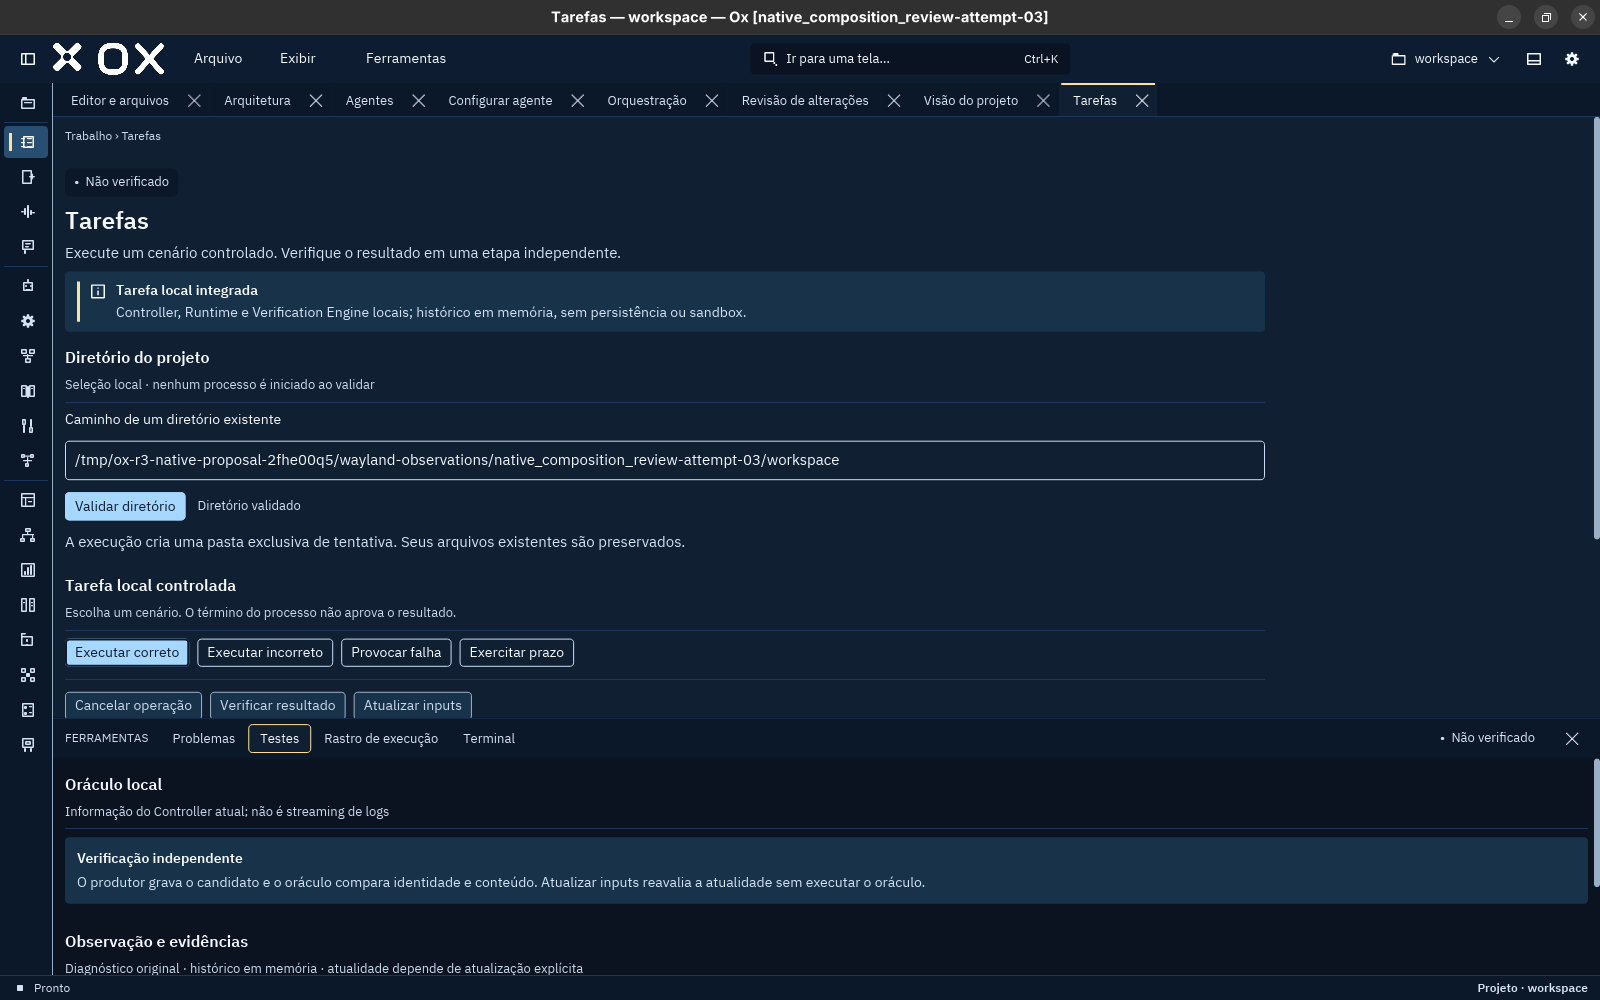 Tarefas — workspace — Ox [native_composition_review-attempt-03]
OX
Arquivo
Exibir
Ferramentas
Ir para uma tela...
Ctrl+K
workspace
Editor e arquivos
Arquitetura
Agentes
Configurar agente
Orquestração
Revisão de alterações
Visão do projeto
Tarefas
Trabalho › Tarefas
• Não verificado
Tarefas
Execute um cenário controlado. Verifique o resultado em uma etapa independente.
Tarefa local integrada
Controller, Runtime e Verification Engine locais; histórico em memória, sem persistência ou sandbox.
Diretório do projeto
Seleção local · nenhum processo é iniciado ao validar
Caminho de um diretório existente
/tmp/ox-r3-native-proposal-2fhe00q5/wayland-observations/native_composition_review-attempt-03/workspace
Validar diretório
Diretório validado
A execução cria uma pasta exclusiva de tentativa. Seus arquivos existentes são preservados.
Tarefa local controlada
Escolha um cenário. O término do processo não aprova o resultado.
Executar correto
Executar incorreto
Provocar falha
Exercitar prazo
Cancelar operação
Verificar resultado
Atualizar inputs
FERRAMENTAS
Problemas
Testes
Rastro de execução
Terminal
• Não verificado
Oráculo local
Informação do Controller atual; não é streaming de logs
Verificação independente
O produtor grava o candidato e o oráculo compara identidade e conteúdo. Atualizar inputs reavalia a atualidade sem executar o oráculo.
Observação e evidências
Diagnóstico original · histórico em memória · atualidade depende de atualização explícita
Pronto
Projeto · workspace